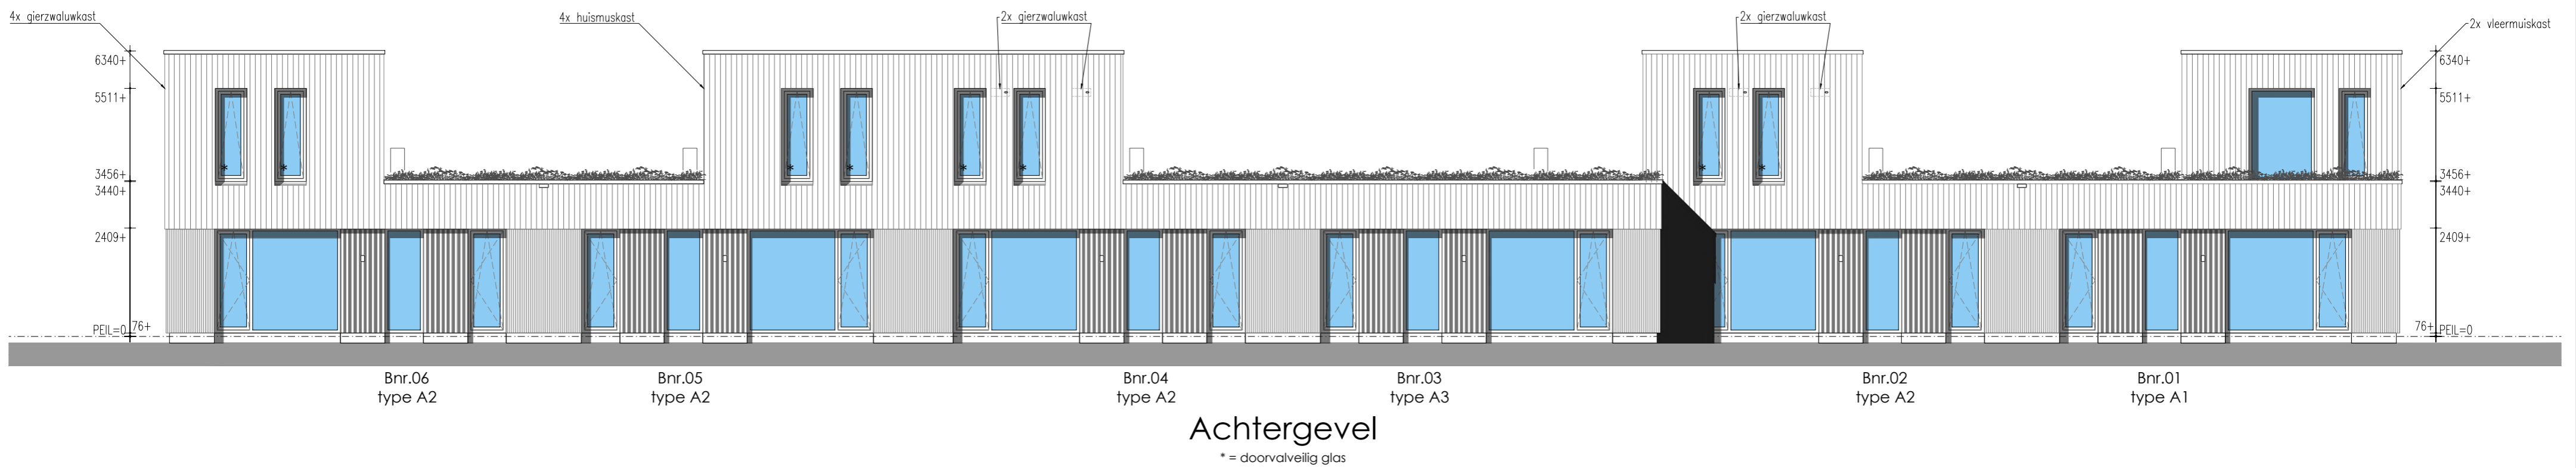 4x gierzwaluwkast
4x huismuskast
2x gierzwaluwkast
2x gierzwaluwkast
2x vleermuiskast
6340+
5511+
3456+
3440+
2409+
PEIL=0
76+
6340+
5511+
3456+
3440+
2409+
76+
PEIL=0
* * * * * * * *
Bnr.06
type A2
Bnr.05
type A2
Bnr.04
type A2
Bnr.03
type A3
Bnr.02
type A2
Bnr.01
type A1
Achtergevel
* = doorvalveilig glas